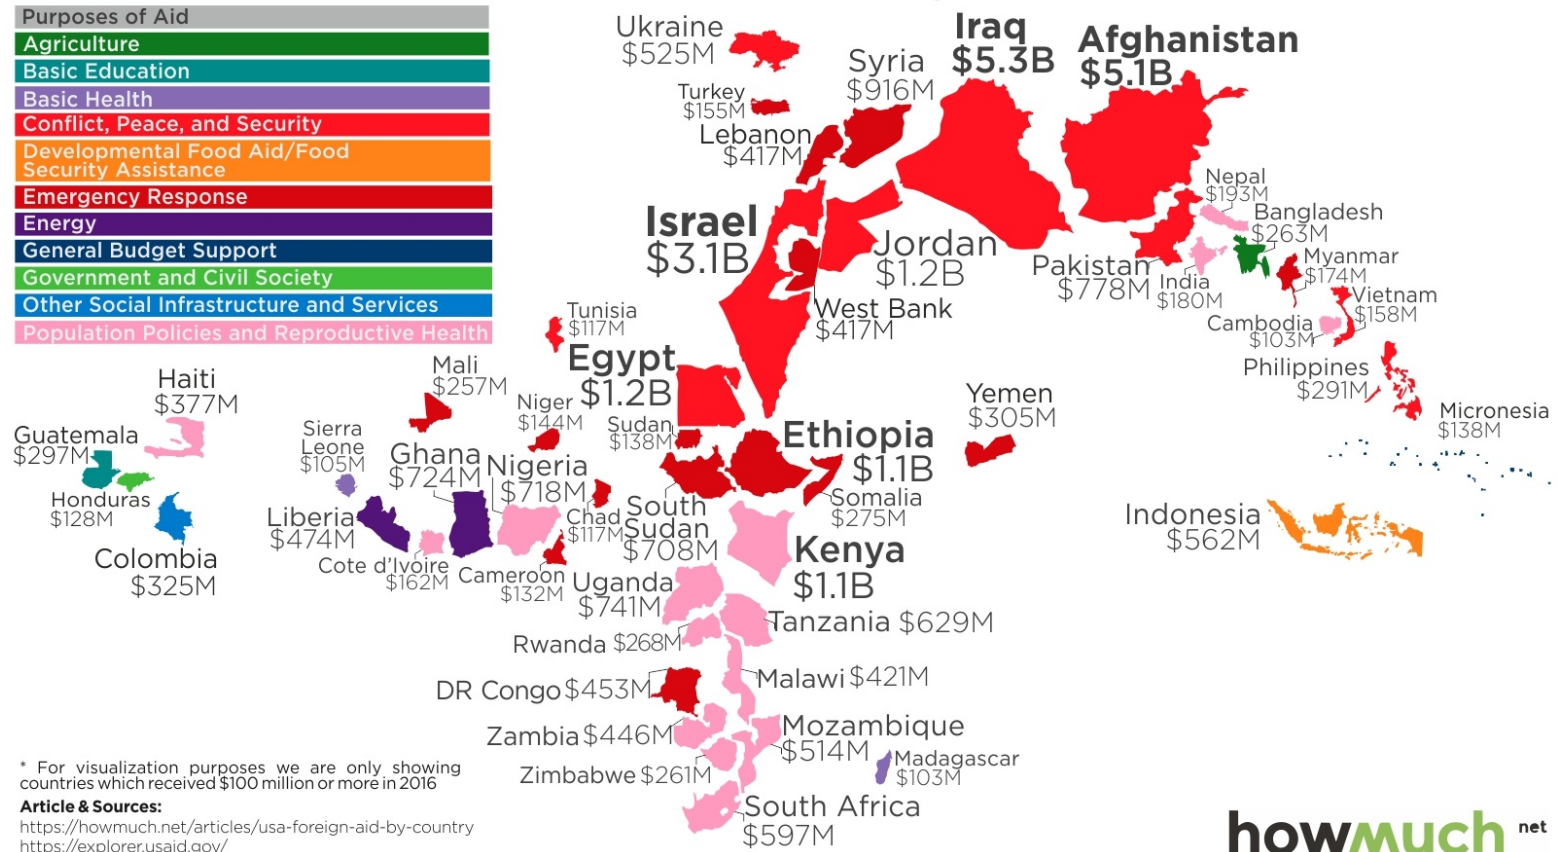 Purposes of Aid
Agriculture
Basic Education
Basic Health
Conflict, Peace, and Security
Developmental Food Aid/Food
Security Assistance
Emergency Response
Energy
General Budget Support
Government and Civil Society
Other Social Infrastructure and Services
Population Policies and Reproductive Health
Ukraine
$525M
Turkey
$155M
Syria
$916M
Lebanon
$417M
Iraq
$5.3B
Afghanistan
$5.1B
Israel
$3.1B
Jordan
$1.2B
West Bank
$417M
Nepal
$193M
Bangladesh
$263M
Pakistan
$778M
India
$180M
Myanmar
$174M
Vietnam
$158M
Cambodia
$103M
Philippines
$291M
Micronesia
$138M
Indonesia
$562M
Tunisia
$117M
Egypt
$1.2B
Yemen
$305M
Mali
$257M
Niger
$144M
Sudan
$138M
Ethiopia
$1.1B
Somalia
$275M
Haiti
$377M
Guatemala
$297M
Honduras
$128M
Colombia
$325M
Sierra
Leone
$105M
Ghana
$724M
Nigeria
$718M
Liberia
$474M
Cote d'Ivoire
$162M
Cameroon
$132M
Chad
$117M
South
Sudan
$708M
Kenya
$1.1B
Uganda
$741M
Tanzania $629M
Rwanda $268M
DR Congo $453M
Malawi $421M
Zambia $446M
Mozambique
$514M
Zimbabwe $261M
Madagascar
$103M
South Africa
$597M
* For visualization purposes we are only showing
countries which received $100 million or more in 2016
Article & Sources:
https://howmuch.net/articles/usa-foreign-aid-by-country
https://explorer.usaid.gov/
howmuch net